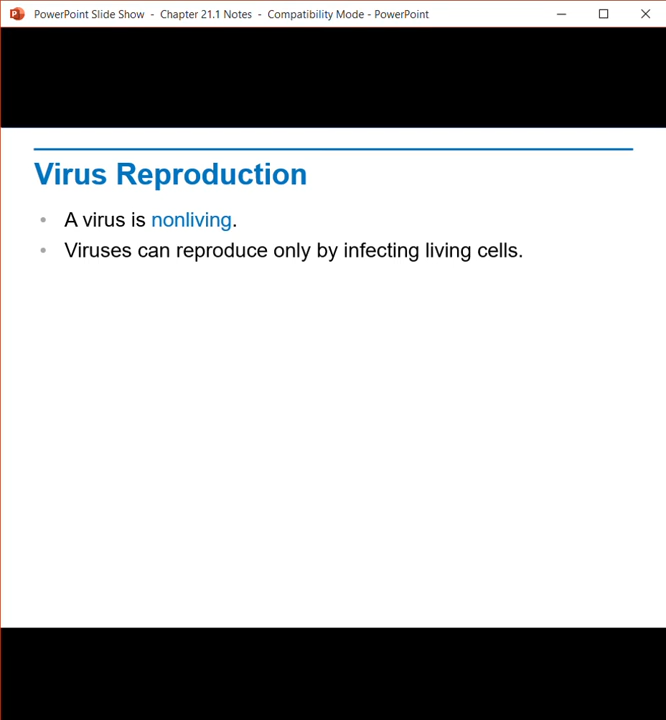 PowerPoint Slide Show - Chapter 21.1 Notes - Compatibility Mode - PowerPoint
Virus Reproduction
• A virus is nonliving.
• Viruses can reproduce only by infecting living cells.